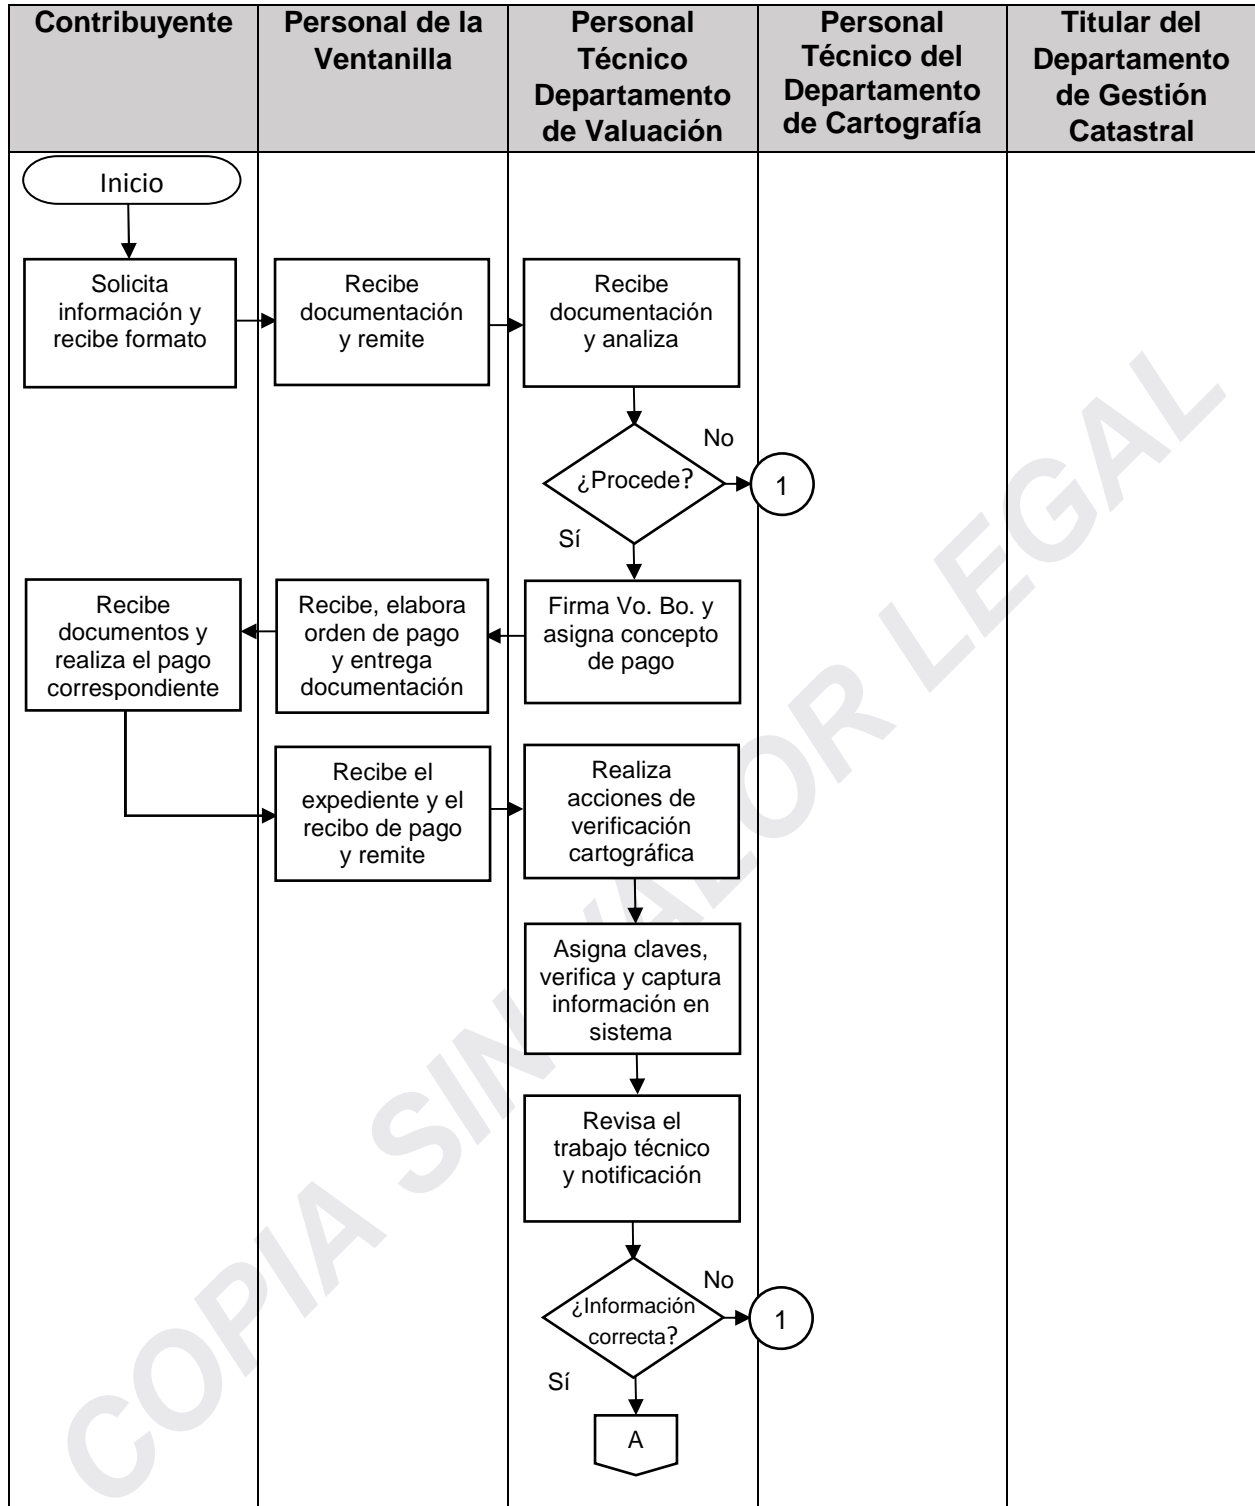 Contribuyente
Personal de la
Ventanilla
Personal
Técnico
Departamento
de Valuación
Personal
Técnico del
Departamento
de Cartografía
Titular del
Departamento
de Gestión
Catastral
Inicio
Solicita
información y
recibe formato
Recibe
documentación
y remite
Recibe
documentación
y analiza
¿Procede?
No
1
Sí
Firma Vo. Bo. y
asigna concepto
de pago
Recibe, elabora
orden de pago
y entrega
documentación
Recibe
documentos y
realiza el pago
correspondiente
Recibe el
expediente y el
recibo de pago
y remite
Realiza
acciones de
verificación
cartográfica
Asigna claves,
verifica y captura
información en
sistema
Revisa el
trabajo técnico
y notificación
¿Información
correcta?
No
1
Sí
A
COPIA SIN VALOR LEGAL